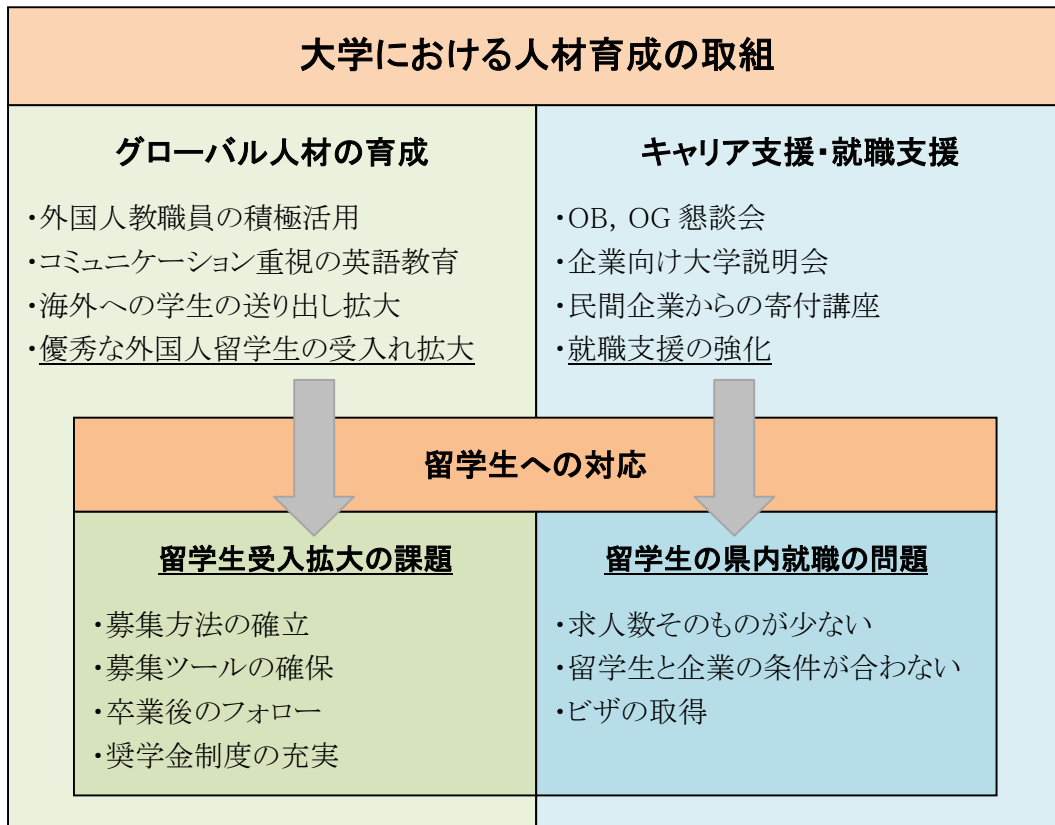 大学における人材育成の取組
グローバル人材の育成
・外国人教職員の積極活用
・コミュニケーション重視の英語教育
・海外への学生の送り出し拡大
・優秀な外国人留学生の受入れ拡大
キャリア支援・就職支援
・OB, OG 懇談会
・企業向け大学説明会
・民間企業からの寄付講座
・就職支援の強化
留学生への対応
留学生受入拡大の課題
・募集方法の確立
・募集ツールの確保
・卒業後のフォロー
・奨学金制度の充実
留学生の県内就職の問題
・求人数そのものが少ない
・留学生と企業の条件が合わない
・ビザの取得